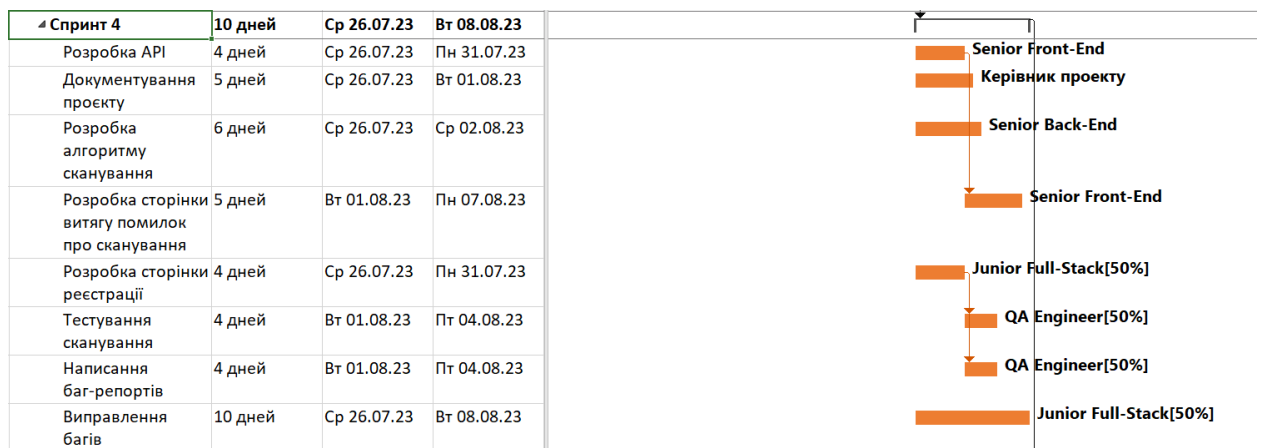 Спринт 4 10 дней Ср 26.07.23 Вт 08.08.23
Розробка API 4 дней Ср 26.07.23 Пн 31.07.23 Senior Front-End
Документування 5 дней Ср 26.07.23 Вт 01.08.23 Керівник проекту
проєкту
Розробка 6 дней Ср 26.07.23 Ср 02.08.23 Senior Back-End
алгоритму
сканування
Розробка сторінки 5 дней Вт 01.08.23 Пн 07.08.23 Senior Front-End
витягу помилок
про сканування
Розробка сторінки 4 дней Ср 26.07.23 Пн 31.07.23 Junior Full-Stack[50%]
реєстрації
Тестування 4 дней Вт 01.08.23 Пт 04.08.23 QA Engineer[50%]
сканування
Написання 4 дней Вт 01.08.23 Пт 04.08.23 QA Engineer[50%]
баг-репортів
Виправлення 10 дней Ср 26.07.23 Вт 08.08.23 Junior Full-Stack[50%]
багів